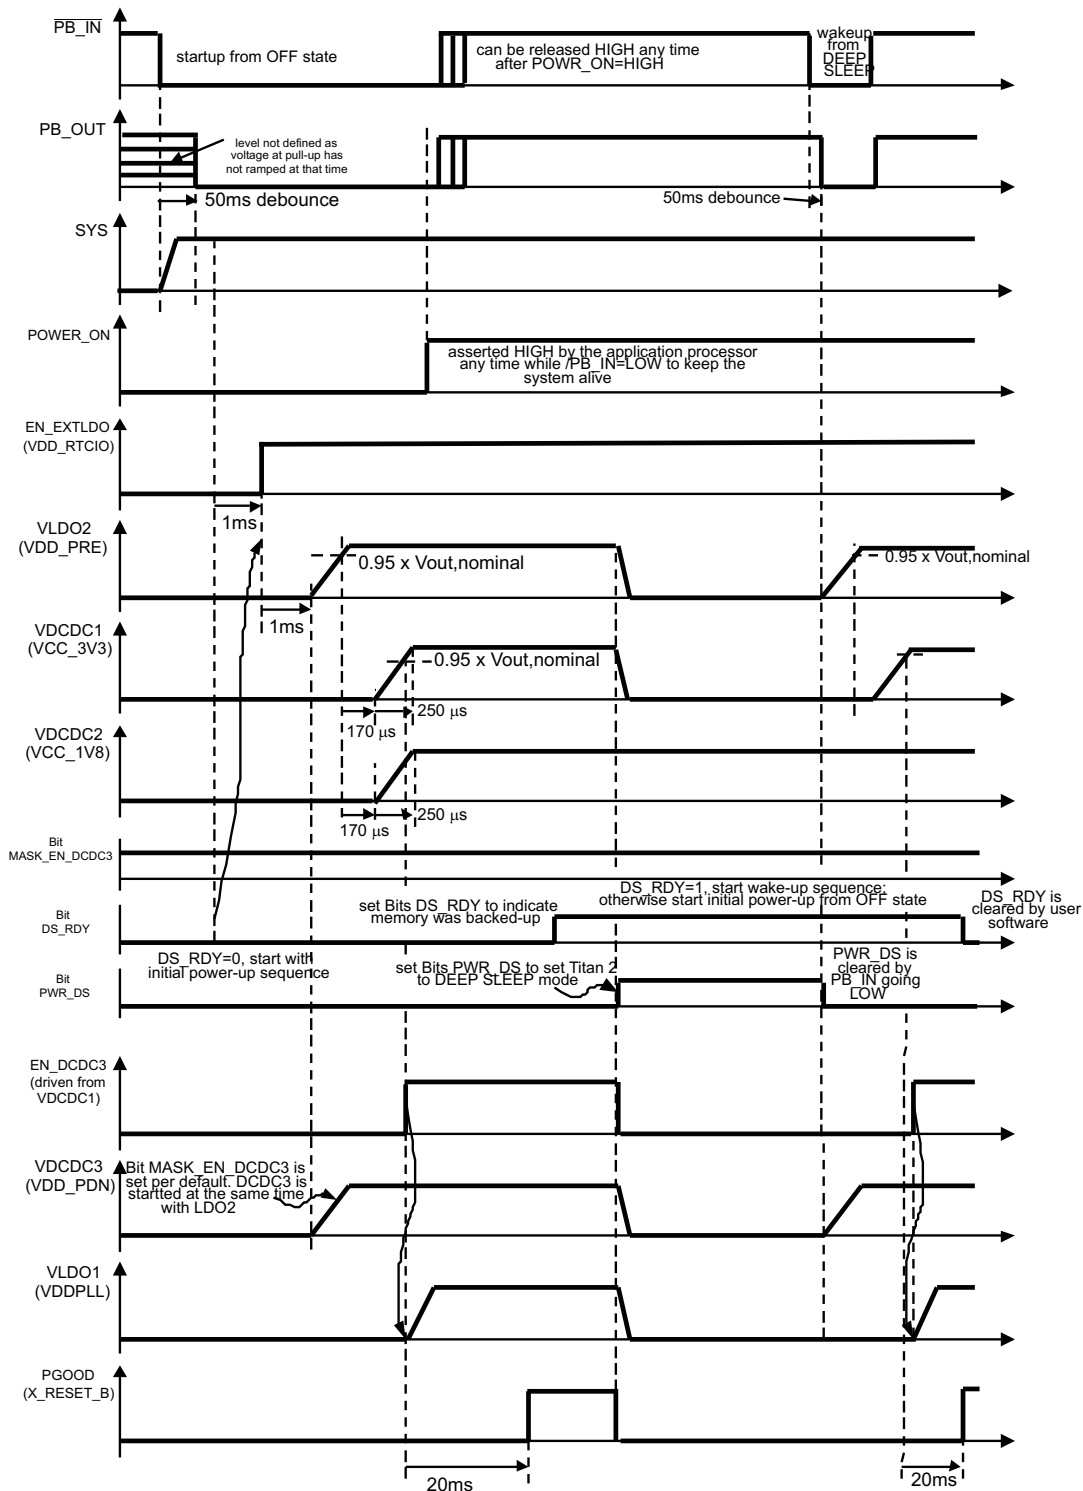 PB_IN
startup from OFF state
can be released HIGH any time
after POWR_ON=HIGH
wakeup
from
DEEP
SLEEP
PB_OUT
level not defined as
voltage at pull-up has
not ramped at that time
50ms debounce
50ms debounce
SYS
POWER_ON
asserted HIGH by the application processor
any time while /PB_IN=LOW to keep the
system alive
EN_EXTLDO
(VDD_RTCIO)
1ms
VLDO2
(VDD_PRE)
0.95 x Vout,nominal
0.95 x Vout,nominal
1ms
VDCDC1
(VCC_3V3)
0.95 x Vout,nominal
250 μs
170 μs
VDCDC2
(VCC_1V8)
250 μs
170 μs
Bit
MASK_EN_DCDC3
Bit
DS_RDY
set Bits DS_RDY to indicate
memory was backed-up
DS_RDY=1, start wake-up sequence;
otherwise start initial power-up from OFF state
DS_RDY is
cleared by user
software
DS_RDY=0, start with
initial power-up sequence
Bit
PWR_DS
set Bits PWR_DS to set Titan 2
to DEEP SLEEP mode
PWR_DS is
cleared by
PB_IN going
LOW
EN_DCDC3
(driven from
VDCDC1)
VDCDC3
(VDD_PDN)
Bit MASK_EN_DCDC3 is
set per default. DCDC3 is
startted at the same time
with LDO2
VLDO1
(VDDPLL)
PGOOD
(X_RESET_B)
20ms
20ms